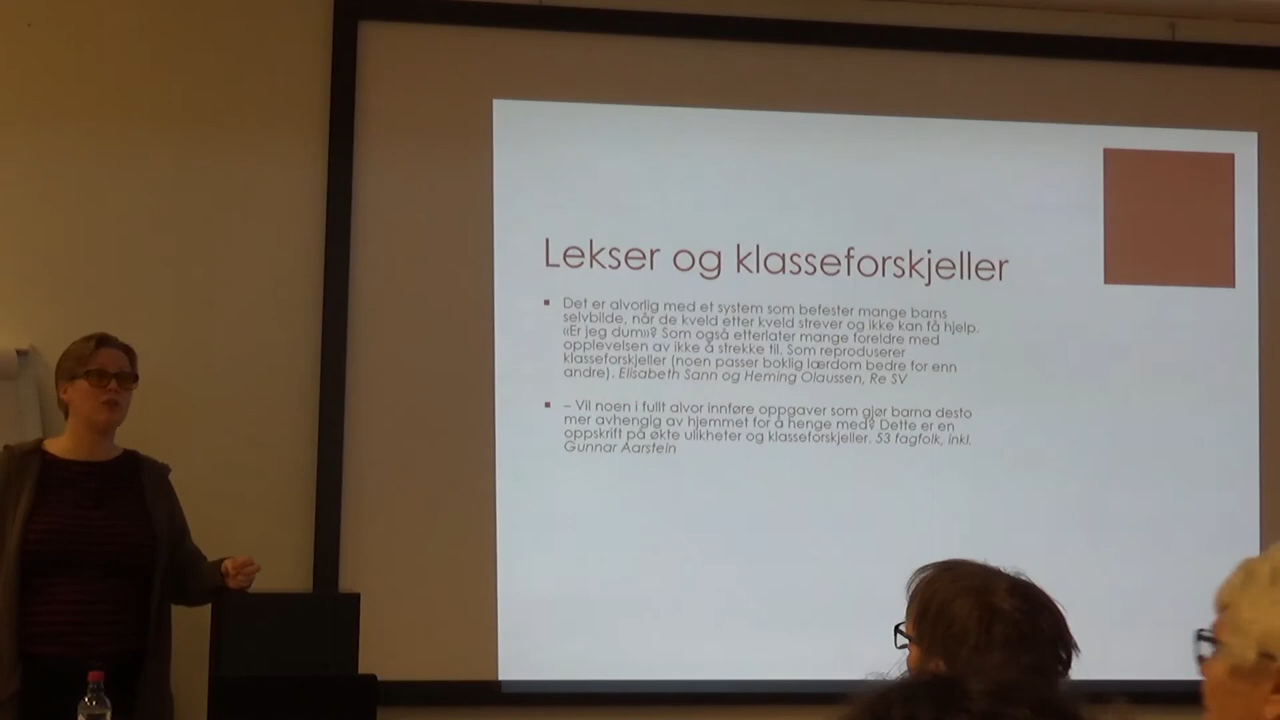 Lekser og klasseforskjeller
Det er alvorlig med et system som befester mange barns
selvbilde, når de kveld etter kveld strever og ikke kan få hjelp.
«Er jeg dum»? Som også etterlater mange foreldre med
opplevelsen av ikke å strekke til. Som reproduserer
klasseforskjeller (noen passer boklig lærdom bedre for enn
andre). Elisabeth Sann og Heming Olaussen, Re SV
– Vil noen i fullt alvor innføre oppgaver som gjør barna desto
mer avhengig av hjemmet for å henge med? Dette er en
oppskrift på økte ulikheter og klasseforskjeller. 53 fagfolk, inkl.
Gunnar Aarstein